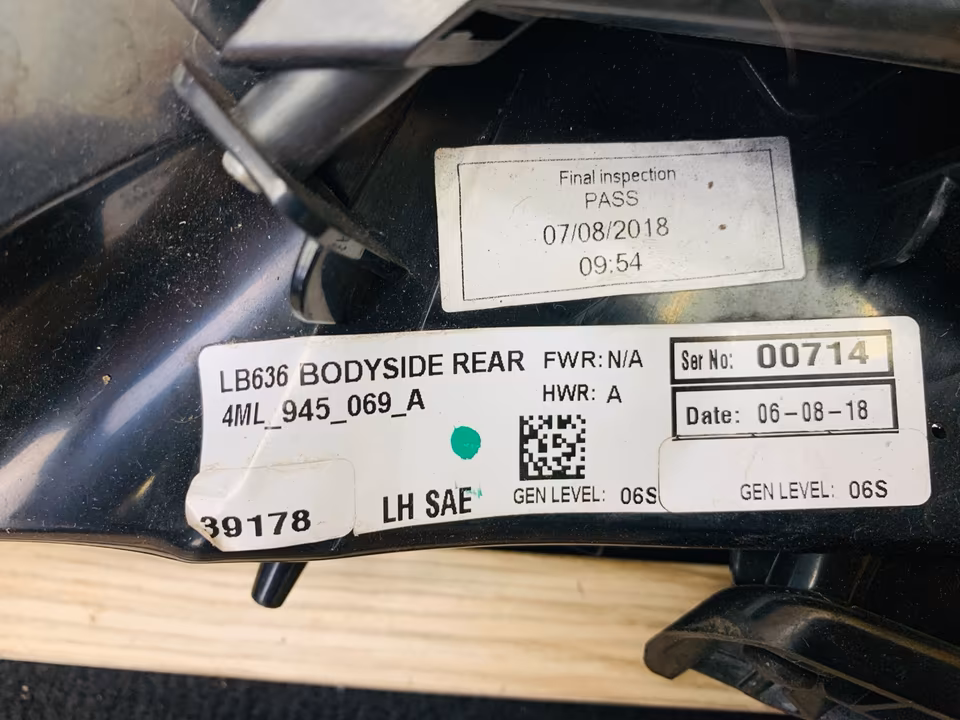 Final inspection
PASS
07/08/2018
09:54
LB636 BODYSIDE REAR
4ML_945_069_A
FWR: N/A
HWR: A
Ser No: 00714
Date: 06-08-18
39178
LH SAE
GEN LEVEL: 06S
GEN LEVEL: 06S